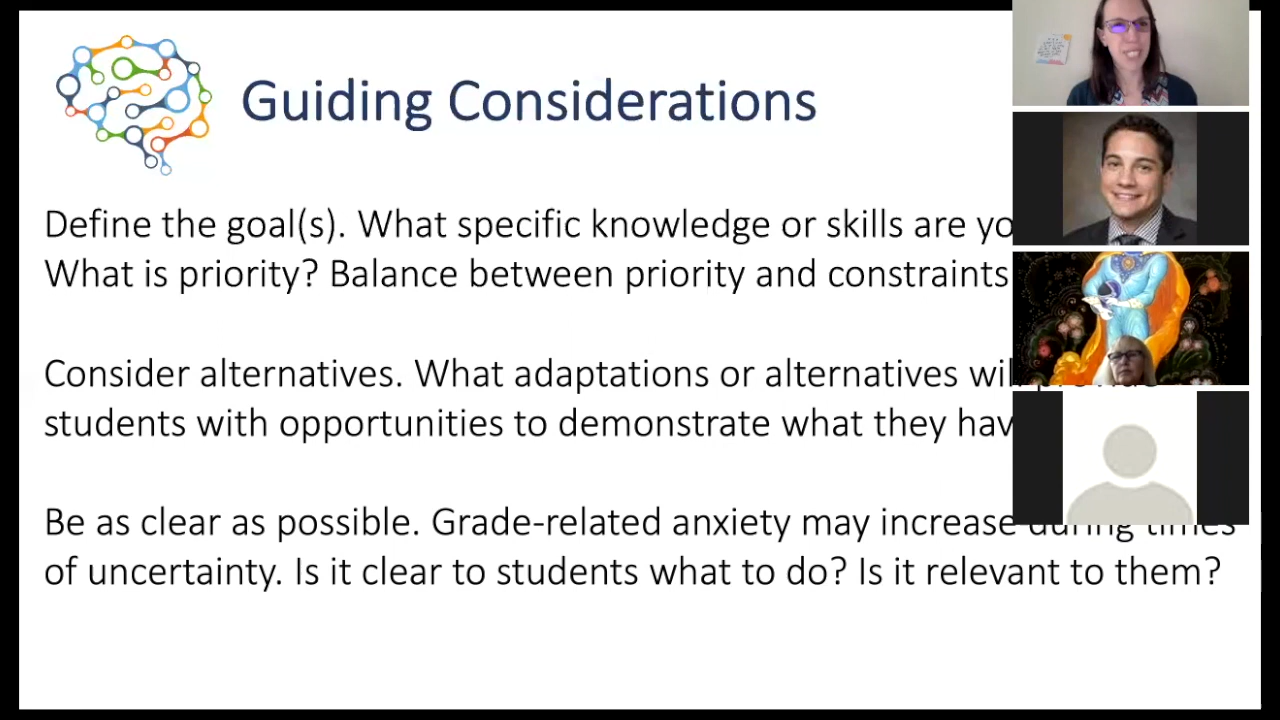 Guiding Considerations
Define the goal(s). What specific knowledge or skills are
What is priority? Balance between priority and constraints
Consider alternatives. What adaptations or alternatives will
students with opportunities to demonstrate what they
Be as clear as possible. Grade-related anxiety may increase during times
of uncertainty. Is it clear to students what to do? Is it relevant to them?